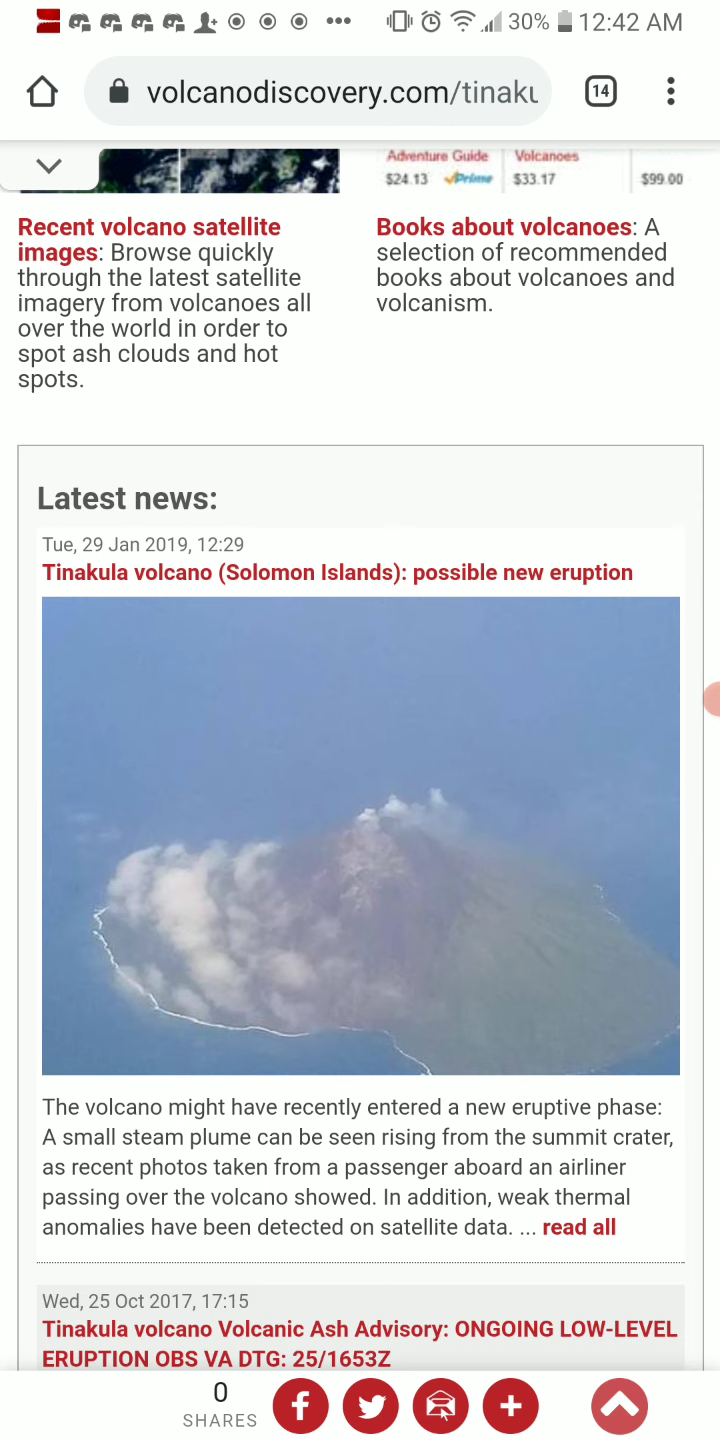 30% 12:42 AM
volcanodiscovery.com/tinaku
14
Adventure Guide
$24.13 Prime
Volcanoes
$33.17
$99.00
Recent volcano satellite
images: Browse quickly
through the latest satellite
imagery from volcanoes all
over the world in order to
spot ash clouds and hot
spots.
Books about volcanoes: A
selection of recommended
books about volcanoes and
volcanism.
Latest news:
Tue, 29 Jan 2019, 12:29
Tinakula volcano (Solomon Islands): possible new eruption
The volcano might have recently entered a new eruptive phase:
A small steam plume can be seen rising from the summit crater,
as recent photos taken from a passenger aboard an airliner
passing over the volcano showed. In addition, weak thermal
anomalies have been detected on satellite data. ... read all
Wed, 25 Oct 2017, 17:15
Tinakula volcano Volcanic Ash Advisory: ONGOING LOW-LEVEL
ERUPTION OBS VA DTG: 25/1653Z
0
SHARES